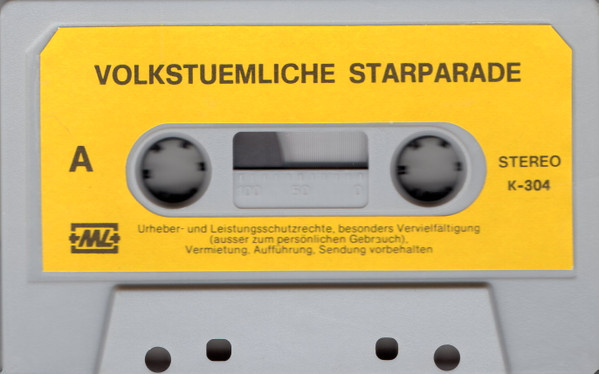 VOLKSTUEMLICHE STARPARADE
A
STEREO
K-304
100 50 0
ML
Urheber- und Leistungsschutzrechte, besonders Vervielfältigung
(ausser zum persönlichen Gebrauch),
Vermietung, Aufführung, Sendung vorbehalten